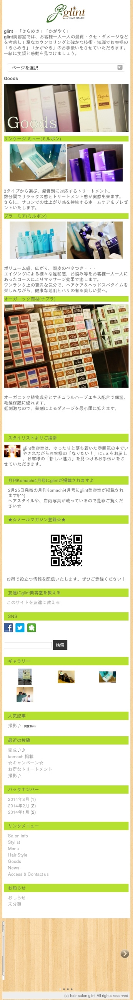 glint
HAIR SALON
glint―「きらめき」「かがやく」
glint美容室では、お客様一人一人の髪質・クセ・ダメージなど
を考慮し丁寧なカウンセリングと確かな技術・知識でお客様の
「きらめき」「かがやき」のお手伝いをさせていただきます。
一緒に笑顔と感動を見つけましょう。
ページを選択
Goods
Goods
リンケージ ミュー(ミルボン)
3タイプから選ぶ、髪質別に対応するトリートメント。
数分間でリラックス感とトリートメント感が実感出来ます。
さらに、サロンでの仕上がり感を持続するホームケアをプレゼ
ントいたします。
プラーミア(ミルボン)
ボリューム感、広がり、頭皮のベタつき・・・
エイジングによる様々な違和感、お悩み等をお客様一人一人に
あったコースによりマッサージ効果で癒します。
ワンランク上の贅沢な気分で、ヘアケア＆ヘッドスパタイムを
楽しみながら、健康な地肌とハリの有る美しい髪へ。
オーガニック商材(ナプラ)
オーガニック植物成分とナチュラルハーブエキス配合で保湿、
毛髪保護に優れます。
低刺激なので、薬剤によるダメージを最小限に抑えます。
スタイリストよりご挨拶
glint美容室は、ゆったりと落ち着いた雰囲気の中でい
やされながらお客様の「なりたい！」に+αをお届し
、お客様の「新しい魅力」を見つけるお手伝いをさ
せていただきます。
月刊Komachi4月号にglintが掲載されます♪
2月25日発売の月刊Komachi4月号にglint美容室が掲載され
ます!(^^)
ヘアスタイルや、店内写真が載っているので是非ご覧くだ
さい☆
★☆メールマガジン登録☆★
お得で役立つ情報を配信いたします。ぜひご登録ください！
友達にglint美容室を教える
このサイトを友達に教える
SNS
検索
ギャラリー
人気記事
撮影♪ | 閲覧数(5)
最近の投稿
完成♪♪
komachi掲載
☆キャンペーン☆
お得なトリートメント
撮影♪
バックナンバー
2014年3月 (1)
2014年2月 (2)
2014年1月 (2)
リンクメニュー
Salon info
Stylist
Menu
Hair Style
Goods
News
Access & Contact us
お知らせ
おしらせ
未分類
(c) hair salon glint All rights reserved